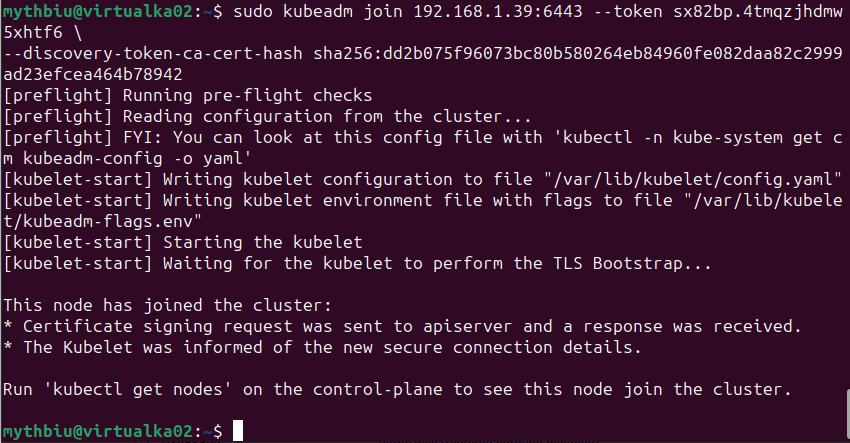 mythbiu@virtualka02:~$ sudo kubeadm join 192.168.1.39:6443 --token sx82bp.4tmqzjhdmw
5xhtf6 \
--discovery-token-ca-cert-hash sha256:dd2b075f96073bc80b580264eb84960fe082daa82c2999
ad23efcea464b78942
[preflight] Running pre-flight checks
[preflight] Reading configuration from the cluster...
[preflight] FYI: You can look at this config file with 'kubectl -n kube-system get c
m kubeadm-config -o yaml'
[kubelet-start] Writing kubelet configuration to file "/var/lib/kubelet/config.yaml"
[kubelet-start] Writing kubelet environment file with flags to file "/var/lib/kubele
t/kubeadm-flags.env"
[kubelet-start] Starting the kubelet
[kubelet-start] Waiting for the kubelet to perform the TLS Bootstrap...
This node has joined the cluster:
* Certificate signing request was sent to apiserver and a response was received.
* The Kubelet was informed of the new secure connection details.
Run 'kubectl get nodes' on the control-plane to see this node join the cluster.
mythbiu@virtualka02:~$